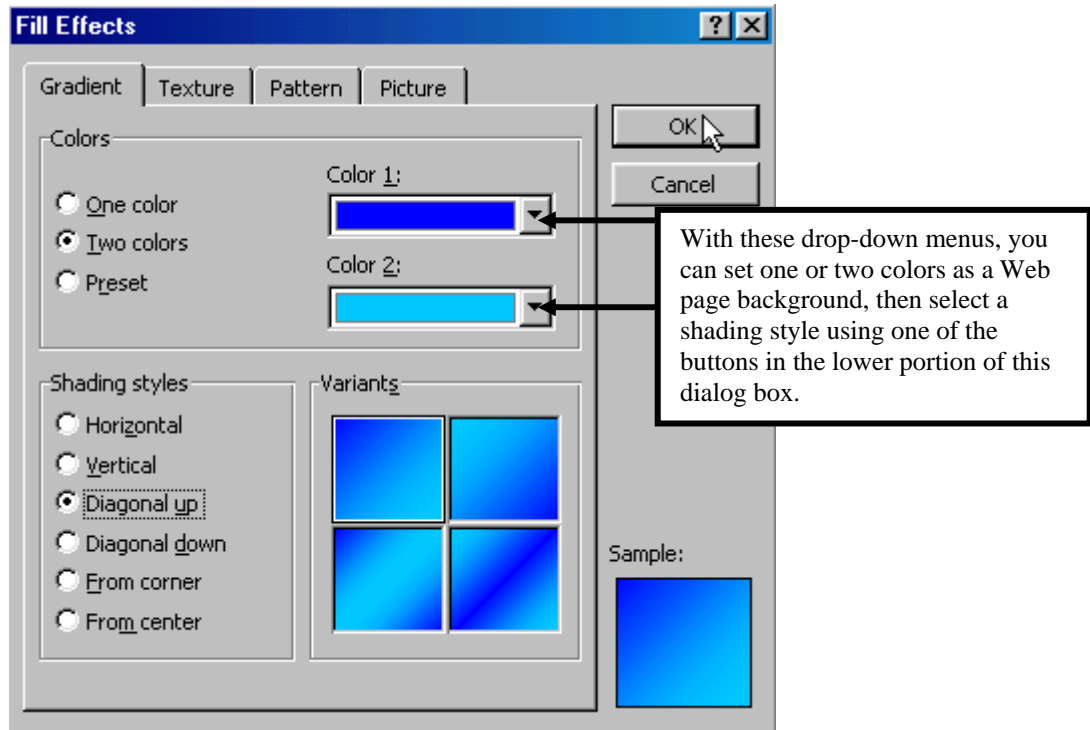 Fill Effects
Gradient Texture Pattern Picture
OK
Cancel
Colors
One color
Two colors
Preset
Color 1:
Color 2:
With these drop-down menus, you
can set one or two colors as a Web
page background, then select a
shading style using one of the
buttons in the lower portion of this
dialog box.
Shading styles
Horizontal
Vertical
Diagonal up
Diagonal down
From corner
From center
Variants
Sample: